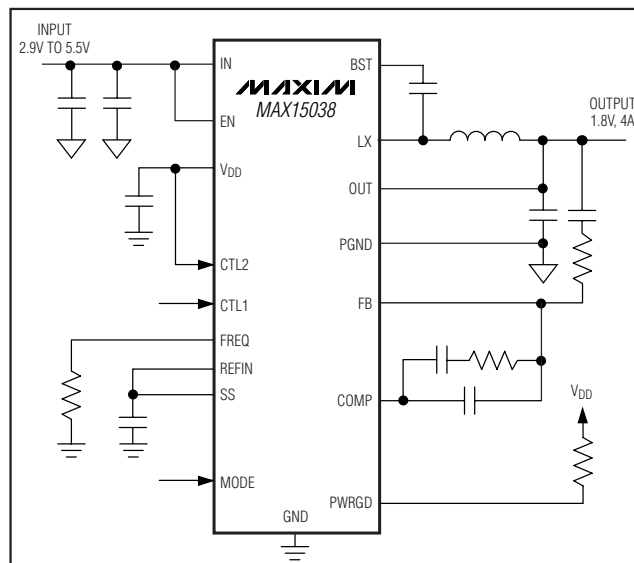 INPUT
2.9V TO 5.5V
IN
EN
VDD
CTL2
CTL1
FREQ
REFIN
SS
MODE
MAXIM
MAX15038
GND
BST
LX
OUT
PGND
FB
COMP
PWRGD
OUTPUT
1.8V, 4A
VDD